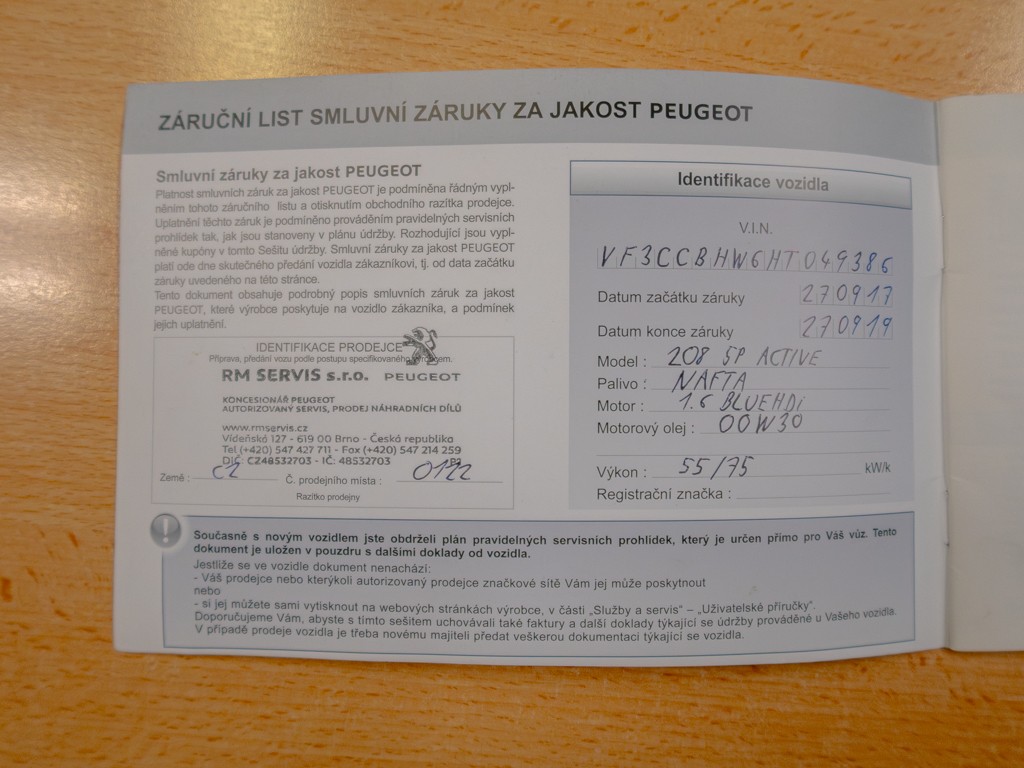 ZÁRUČNÍ LIST SMLUVNÍ ZÁRUKY ZA JAKOST PEUGEOT
Smluvní záruky za jakost PEUGEOT
Platnost smluvních záruk za jakost PEUGEOT je podmíněna řádným vypl-
něním tohoto záručního listu a otisknutím obchodního razítka prodejce.
Uplatnění těchto záruk je podmíněno prováděním pravidelných servisních
prohlídek tak, jak jsou stanoveny v plánu údržby. Rozhodující jsou vypl-
něné kupóny v tomto Sešitu údržby. Smluvní záruky za jakost PEUGEOT
platí ode dne skutečného předání vozidla zákazníkovi, tj. od data začátku
záruky uvedeného na této stránce.
Tento dokument obsahuje podrobný popis smluvních záruk za jakost
PEUGEOT, které výrobce poskytuje na vozidlo zákazníka, a podmínek
jejich uplatnění.
IDENTIFIKACE PRODEJCE
Příprava, předání vozu podle postupu specifikovaného výrobcem.
RM SERVIS s.r.o. PEUGEOT
KONCESIONÁŘ PEUGEOT
AUTORIZOVANÝ SERVIS, PRODEJ NÁHRADNÍCH DÍLŮ
www.rmservis.cz
Vídeňská 127 - 619 00 Brno - Česká republika
Tel (+420) 547 427 711 - Fax (+420) 547 214 259
DIČ: CZ48532703 - IČ: 48532703
Země : CZ Č. prodejního místa : 0122
Razítko prodejny
Identifikace vozidla
V.I.N.
VF3CCBHW6HT049386
Datum začátku záruky 270917
Datum konce záruky 270919
Model : 208 5P ACTIVE
Palivo : NAFTA
Motor : 1.6 BLUEHDi
Motorový olej : 00W30
Výkon : 55/75 kW/k
Registrační značka :
Současně s novým vozidlem jste obdrželi plán pravidelných servisních prohlídek, který je určen přímo pro Váš vůz. Tento
dokument je uložen v pouzdru s dalšími doklady od vozidla.
Jestliže se ve vozidle dokument nenachází:
- Váš prodejce nebo kterýkoli autorizovaný prodejce značkové sítě Vám jej může poskytnout
nebo
- si jej můžete sami vytisknout na webových stránkách výrobce, v části „Služby a servis“ – „Uživatelské příručky“.
Doporučujeme Vám, abyste s tímto sešitem uchovávali také faktury a další doklady týkající se údržby prováděné u Vašeho vozidla.
V případě prodeje vozidla je třeba novému majiteli předat veškerou dokumentaci týkající se vozidla.